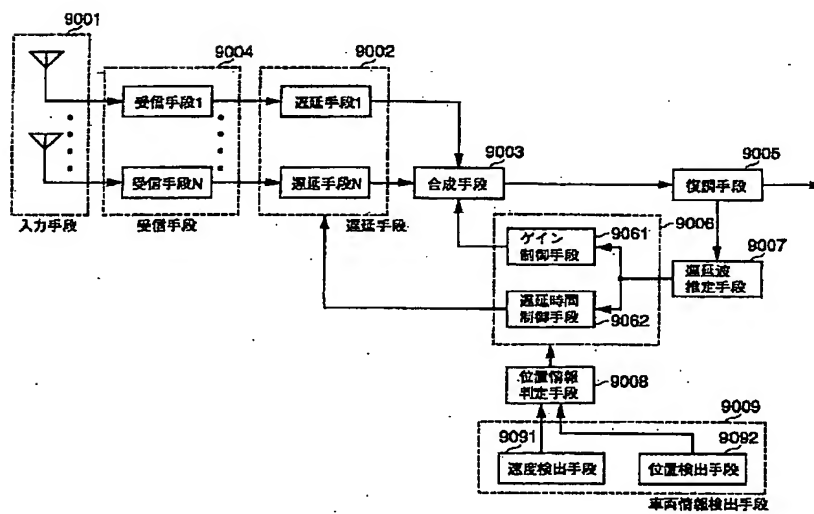 9001
9004
9002
受信手段1
遅延手段1
9003
9005
受信手段N
遅延手段N
合成手段
復調手段
入力手段
受信手段
遅延手段
9006
9061
9007
ゲイン
制御手段
遅延波
推定手段
遅延時間
制御手段
9062
位置情報
判定手段
9008
9009
9091
9092
速度検出手段
位置検出手段
車両情報検出手段